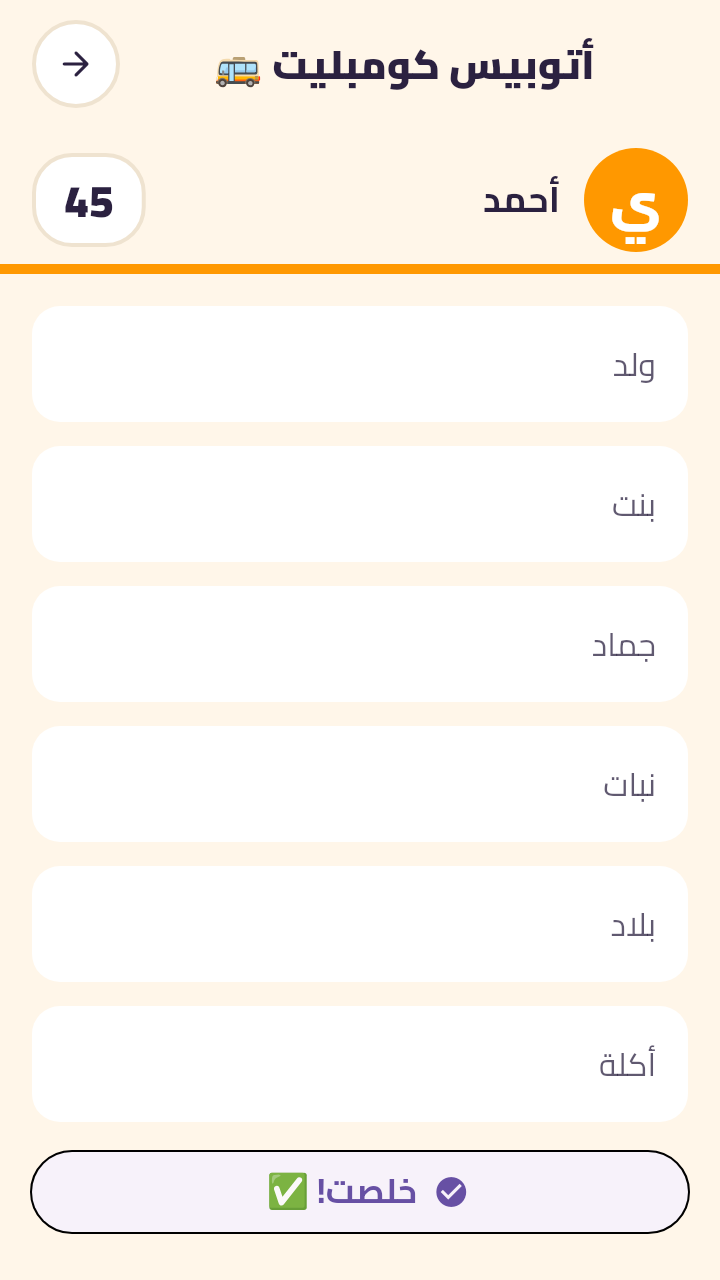 أتوبيس كومبليت 🚌
ي
أحمد
45
ولد
بنت
جماد
نبات
بلاد
أكلة
خلصت! ✅